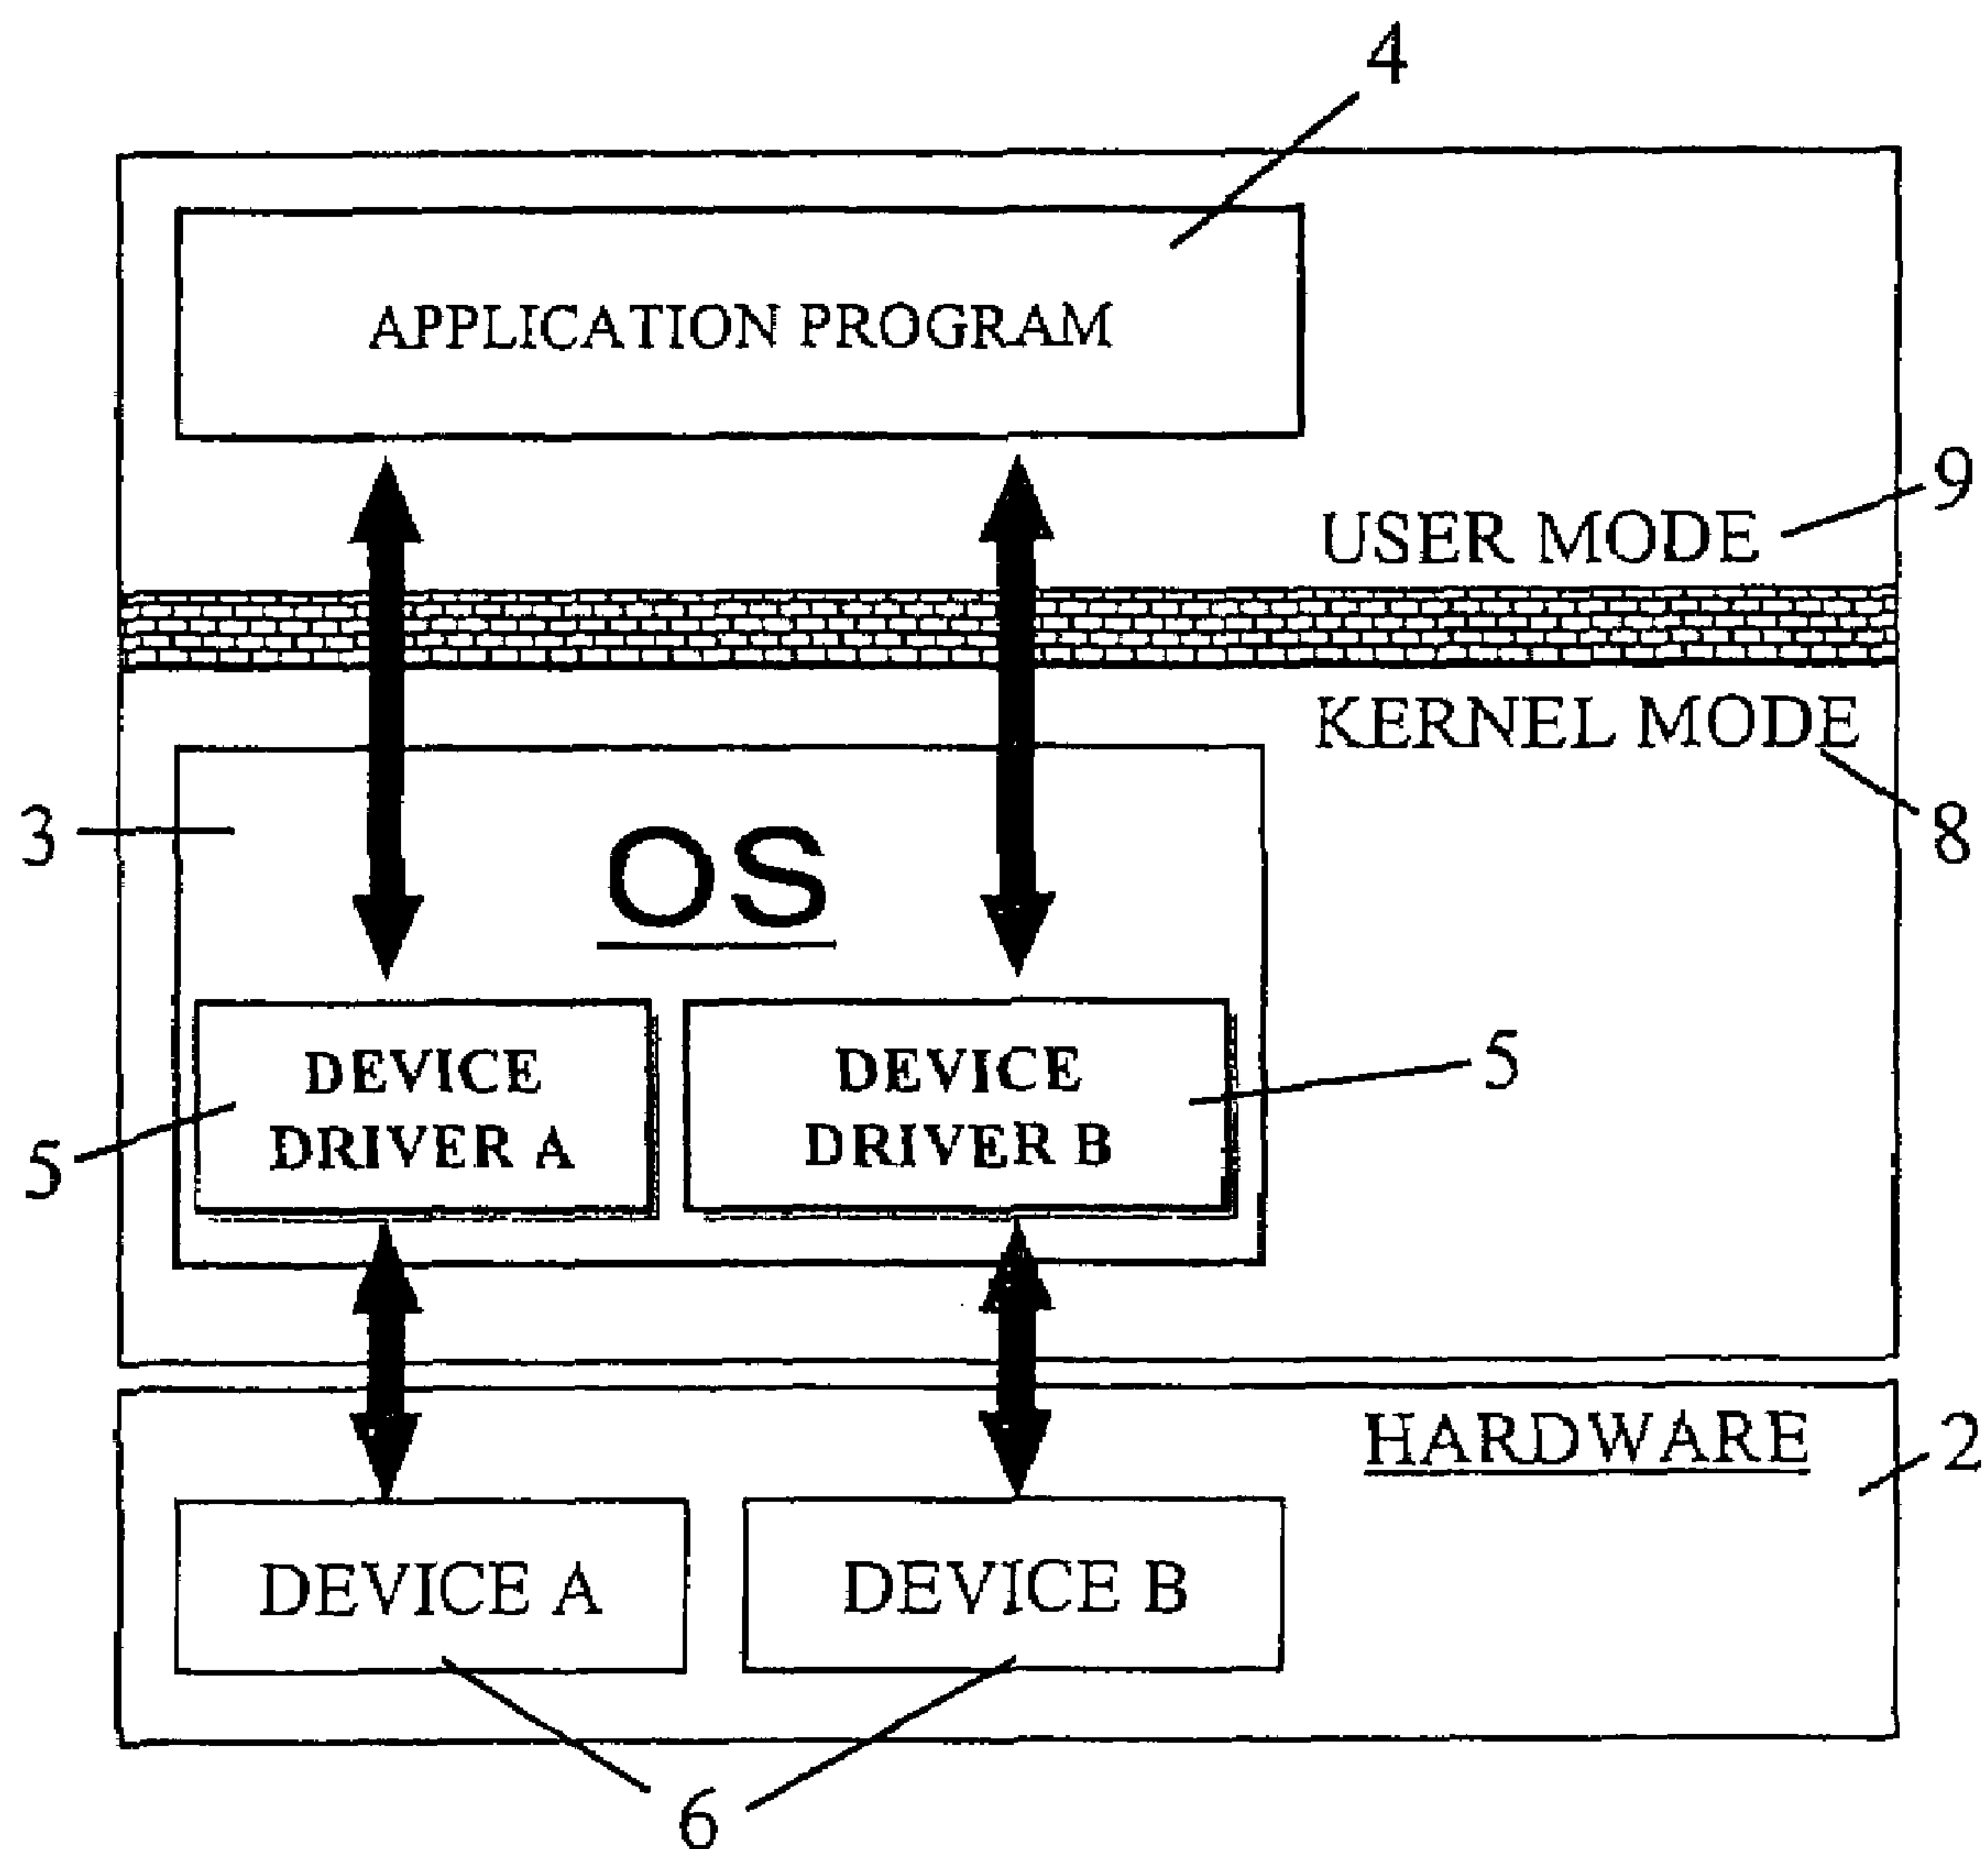 4
APPLICATION PROGRAM
9
USER MODE
KERNEL MODE
3
8
OS
DEVICE
DRIVER A
DEVICE
DRIVER B
5
5
HARDWARE
2
DEVICE A
DEVICE B
6